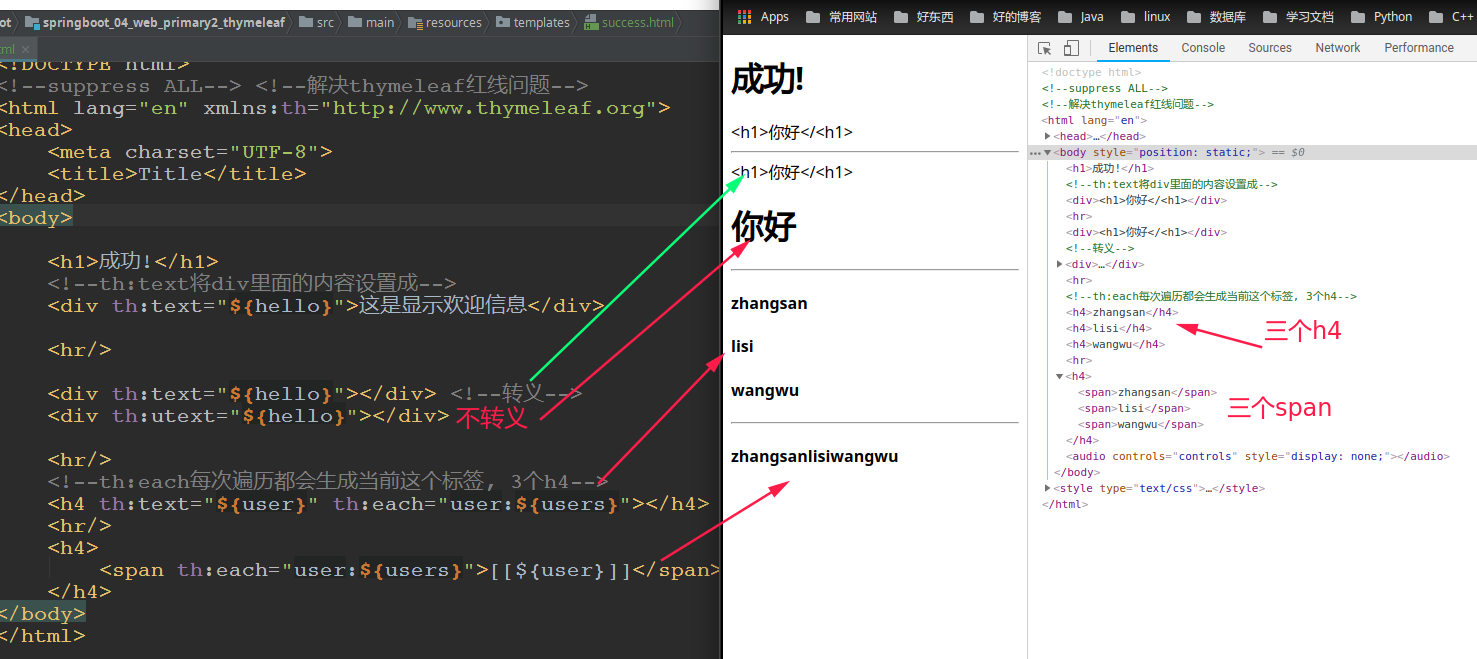 ot springboot_04_web_primary2_thymeleaf src main resources templates success.html
ml ×
<!DOCTYPE html>
<!--suppress ALL--> <!--解决thymeleaf红线问题-->
<html lang="en" xmlns:th="http://www.thymeleaf.org">
<head>
<meta charset="UTF-8">
<title>Title</title>
</head>
<body>
<h1>成功!</h1>
<!--th:text将div里面的内容设置成-->
<div th:text="${hello}">这是显示欢迎信息</div>
<hr/>
<div th:text="${hello}"></div> <!--转义-->
<div th:utext="${hello}"></div> 不转义
<hr/>
<!--th:each每次遍历都会生成当前这个标签, 3个h4-->
<h4 th:text="${user}" th:each="user:${users}"></h4>
<hr/>
<h4>
<span th:each="user:${users}">[[${user}]]</span>
</h4>
</body>
</html>
Apps 常用网站 好东西 好的博客 Java linux 数据库 学习文档 Python C++
成功!
<h1>你好</<h1>
<h1>你好</<h1>
你好
zhangsan
lisi
wangwu
zhangsanlisiwangwu
Elements Console Sources Network Performance
<!doctype html>
<!--suppress ALL-->
<!--解决thymeleaf红线问题-->
<html lang="en">
<head>…</head>
<body style="position: static;"> == $0
<h1>成功!</h1>
<!--th:text将div里面的内容设置成-->
<div><h1>你好</<h1></div>
<hr>
<div><h1>你好</<h1></div>
<!--转义-->
<div>…</div>
<hr>
<!--th:each每次遍历都会生成当前这个标签, 3个h4-->
<h4>zhangsan</h4>
<h4>lisi</h4>
三个h4
<h4>wangwu</h4>
<hr>
<h4>
<span>zhangsan</span>
<span>lisi</span>
三个span
<span>wangwu</span>
</h4>
<audio controls="controls" style="display: none;"></audio>
</body>
<style type="text/css">…</style>
</html>